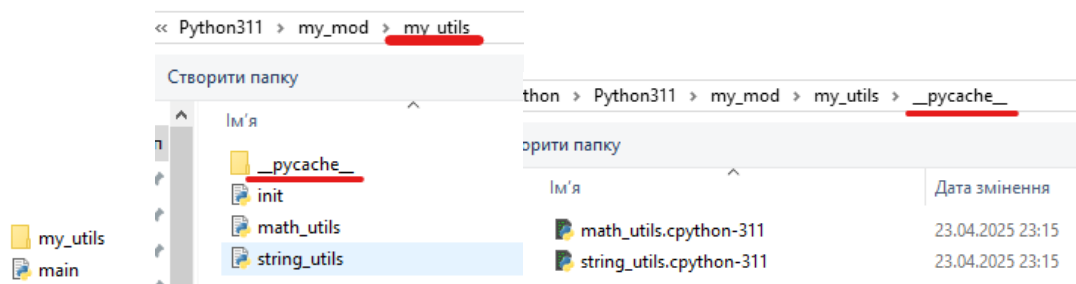 my_utils
main
« Python311 > my_mod > my_utils
Створити папку
Ім'я
п
__pycache__
init
math_utils
string_utils
thon > Python311 > my_mod > my_utils > __pycache__
орити папку
Ім'я Дата змінення
math_utils.cpython-311 23.04.2025 23:15
string_utils.cpython-311 23.04.2025 23:15